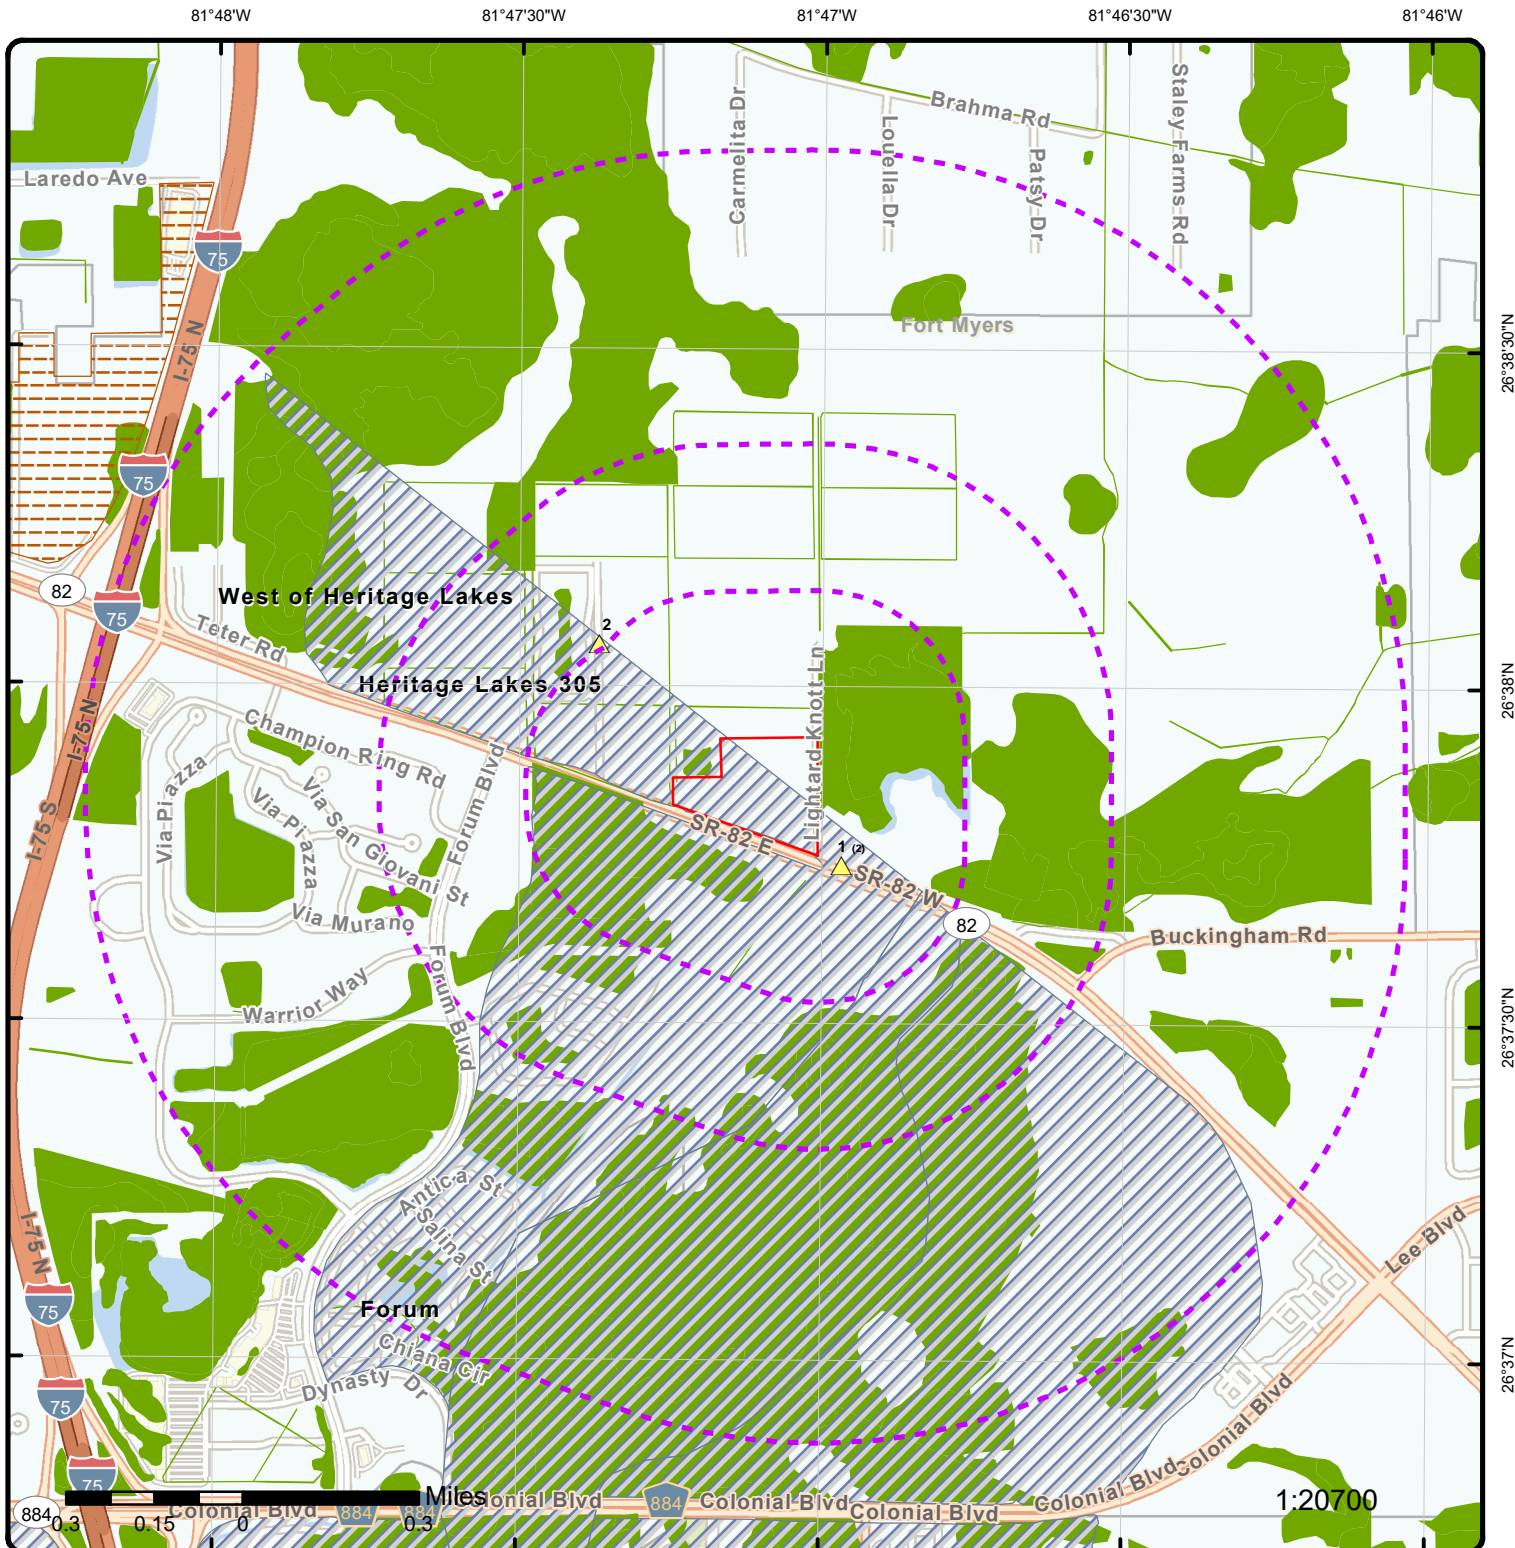 81°48'W
81°47'30"W
81°47'W
81°46'30"W
81°46'W
Brahma Rd
Carmelita Dr
Louella Dr
Patsy Dr
Staley Farms Rd
Laredo Ave
75
I-75 N
Fort Myers
26°38'30"N
75
82
75
West of Heritage Lakes
Teter Rd
2
Heritage Lakes 305
Lightard Knott Ln
26°38'N
I-75 N
Champion Ring Rd
Forum Blvd
Via Piazza
Via Piazza
Via San Giovani St
I-75 S
SR-82 E
1 (2)
SR-82 W
82
Via Murano
Buckingham Rd
Forum Blvd
Warrior Way
26°37'30"N
Antica St
Salina St
I-75 N
Lee Blvd
75
Forum
Chiana Cir
Dynasty Dr
26°37'N
75
Colonial Blvd
75
884
Colonial Blvd
884
884
Miles
Colonial Blvd
884
Colonial Blvd
Colonial Blvd
Colonial Blvd
1:20700
0.3
0.15
0
0.3